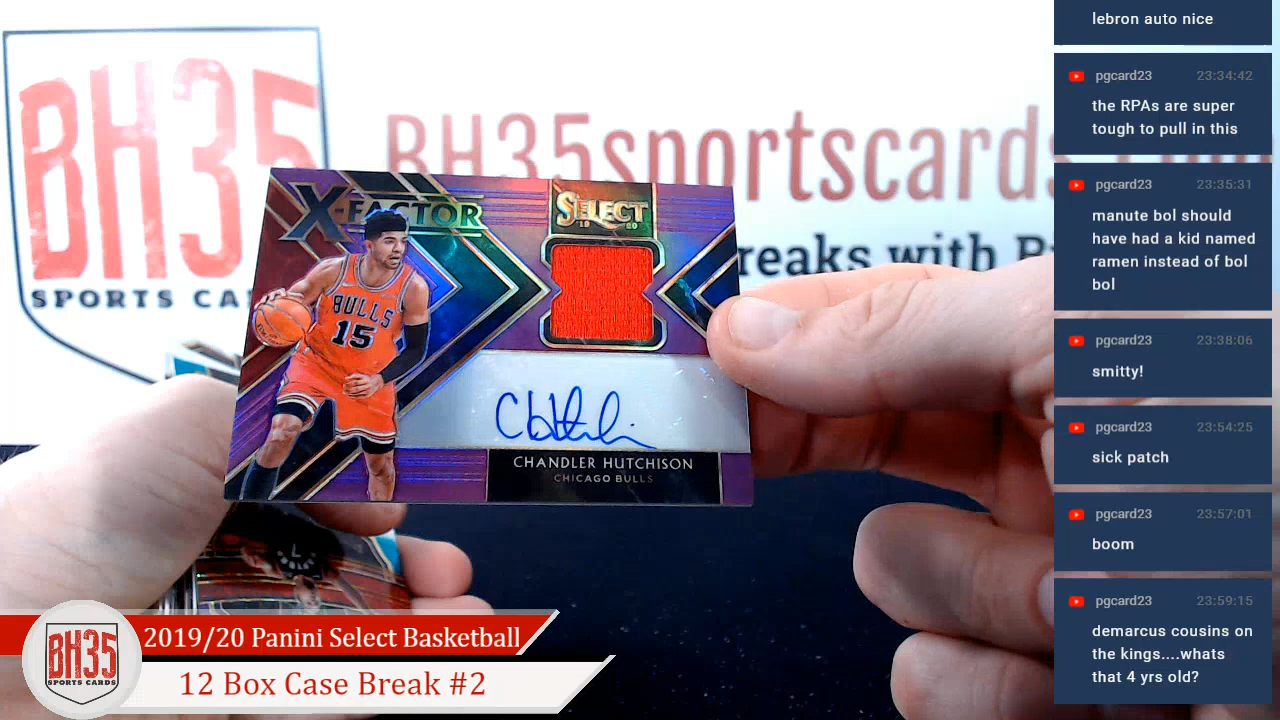 BH35
SPORTS CA
BH35sportscards.
reaks with B
X-FACTOR
SELECT
19 20
BULLS
15
CHANDLER HUTCHISON
CHICAGO BULLS
BH35
SPORTS CARDS
2019/20 Panini Select Basketball
12 Box Case Break #2
lebron auto nice
pgcard23 23:34:42
the RPAs are super
tough to pull in this
pgcard23 23:35:31
manute bol should
have had a kid named
ramen instead of bol
bol
pgcard23 23:38:06
smitty!
pgcard23 23:54:25
sick patch
pgcard23 23:57:01
boom
pgcard23 23:59:15
demarcus cousins on
the kings....whats
that 4 yrs old?